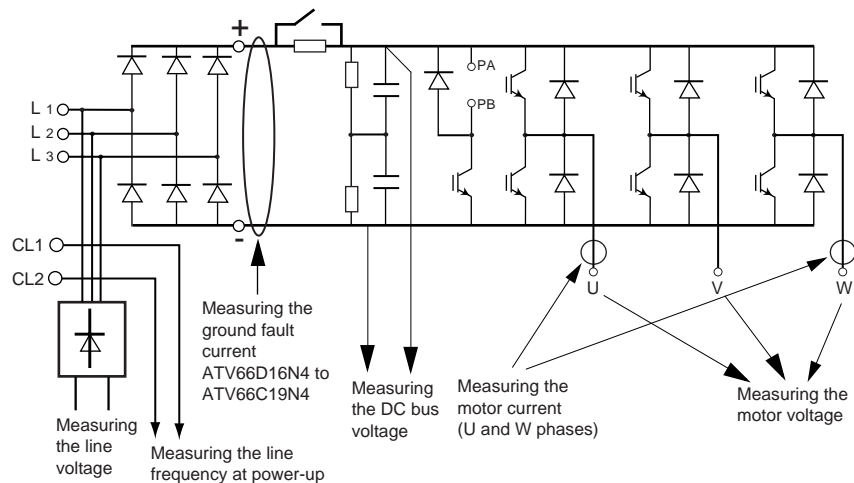 +
PA
L 1
PB
L 2
L 3
-
CL1
CL2
U
V
W
Measuring the
ground fault
current
ATV66D16N4 to
ATV66C19N4
Measuring
the DC bus
voltage
Measuring the
motor current
(U and W phases)
Measuring the
motor voltage
Measuring
the line
voltage
Measuring the line
frequency at power-up